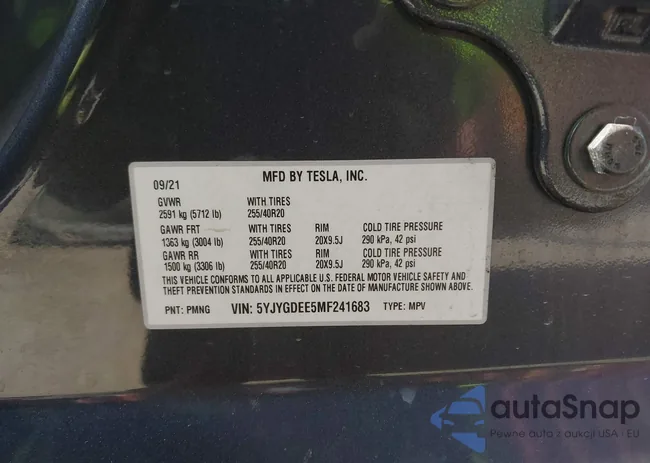 MFD BY TESLA, INC.
09/21
GVWR WITH TIRES
2591 kg (5712 lb) 255/40R20
GAWR FRT WITH TIRES RIM COLD TIRE PRESSURE
1363 kg (3004 lb) 255/40R20 20X9.5J 290 kPa, 42 psi
GAWR RR WITH TIRES RIM COLD TIRE PRESSURE
1500 kg (3306 lb) 255/40R20 20X9.5J 290 kPa, 42 psi
THIS VEHICLE CONFORMS TO ALL APPLICABLE U.S. FEDERAL MOTOR VEHICLE SAFETY AND
THEFT PREVENTION STANDARDS IN EFFECT ON THE DATE OF MANUFACTURE SHOWN ABOVE.
PNT: PMNG VIN: 5YJYGDEE5MF241683 TYPE: MPV
autaSnap
Pewne auta z aukcji USA - EU